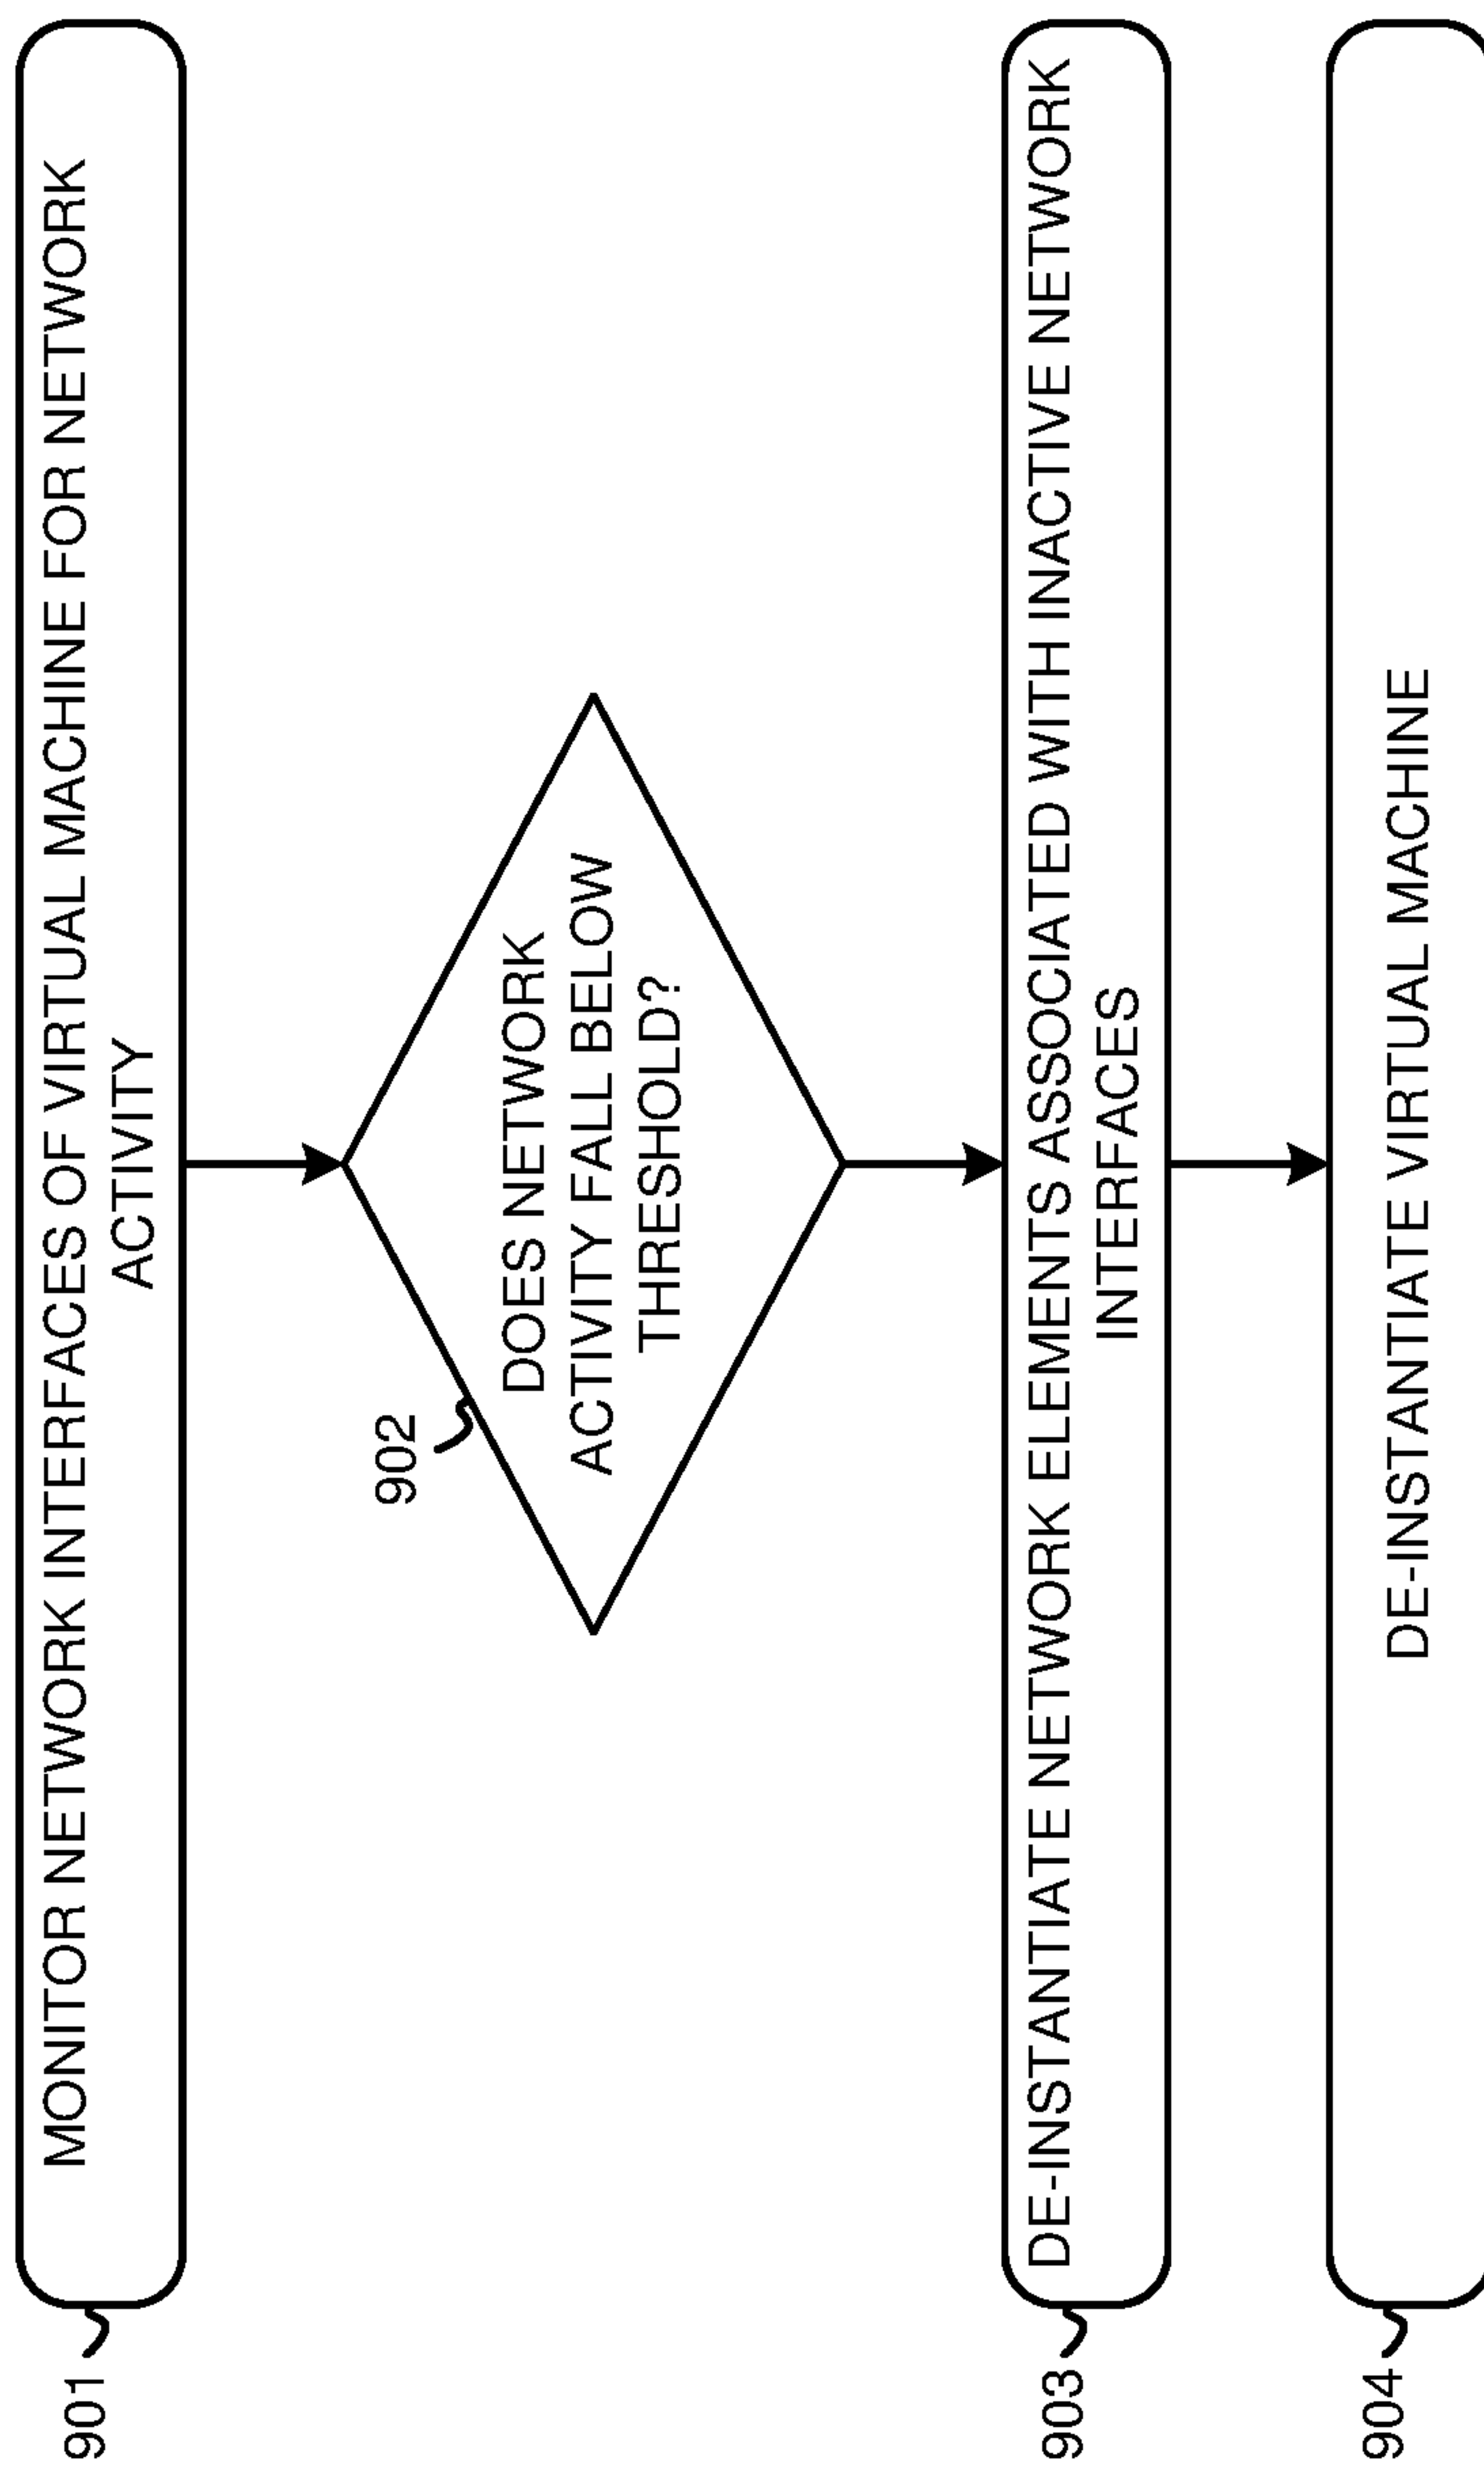 901
MONITOR NETWORK INTERFACES OF VIRTUAL MACHINE FOR NETWORK
ACTIVITY
902
DOES NETWORK
ACTIVITY FALL BELOW
THRESHOLD?
903
DE-INSTANTIATE NETWORK ELEMENTS ASSOCIATED WITH INACTIVE NETWORK
INTERFACES
904
DE-INSTANTIATE VIRTUAL MACHINE